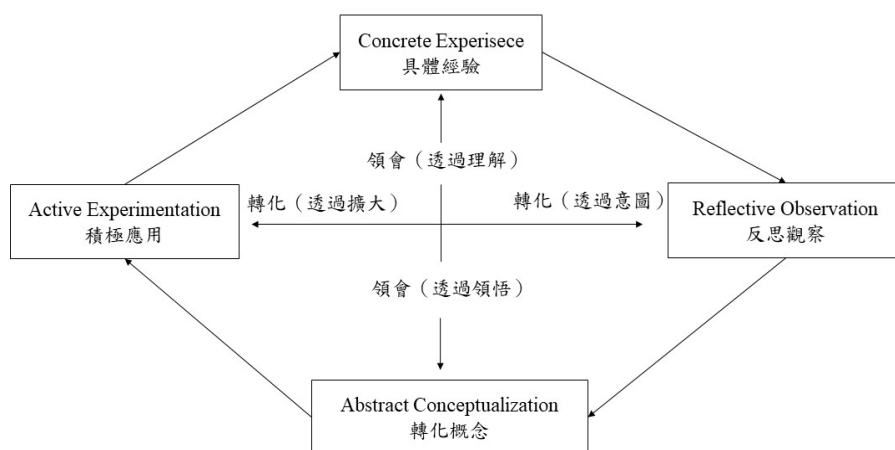 Concrete Experisece
具體經驗
領會（透過理解）
Active Experimentation
積極應用
轉化（透過擴大）
轉化（透過意圖）
Reflective Observation
反思觀察
領會（透過領悟）
Abstract Conceptualization
轉化概念